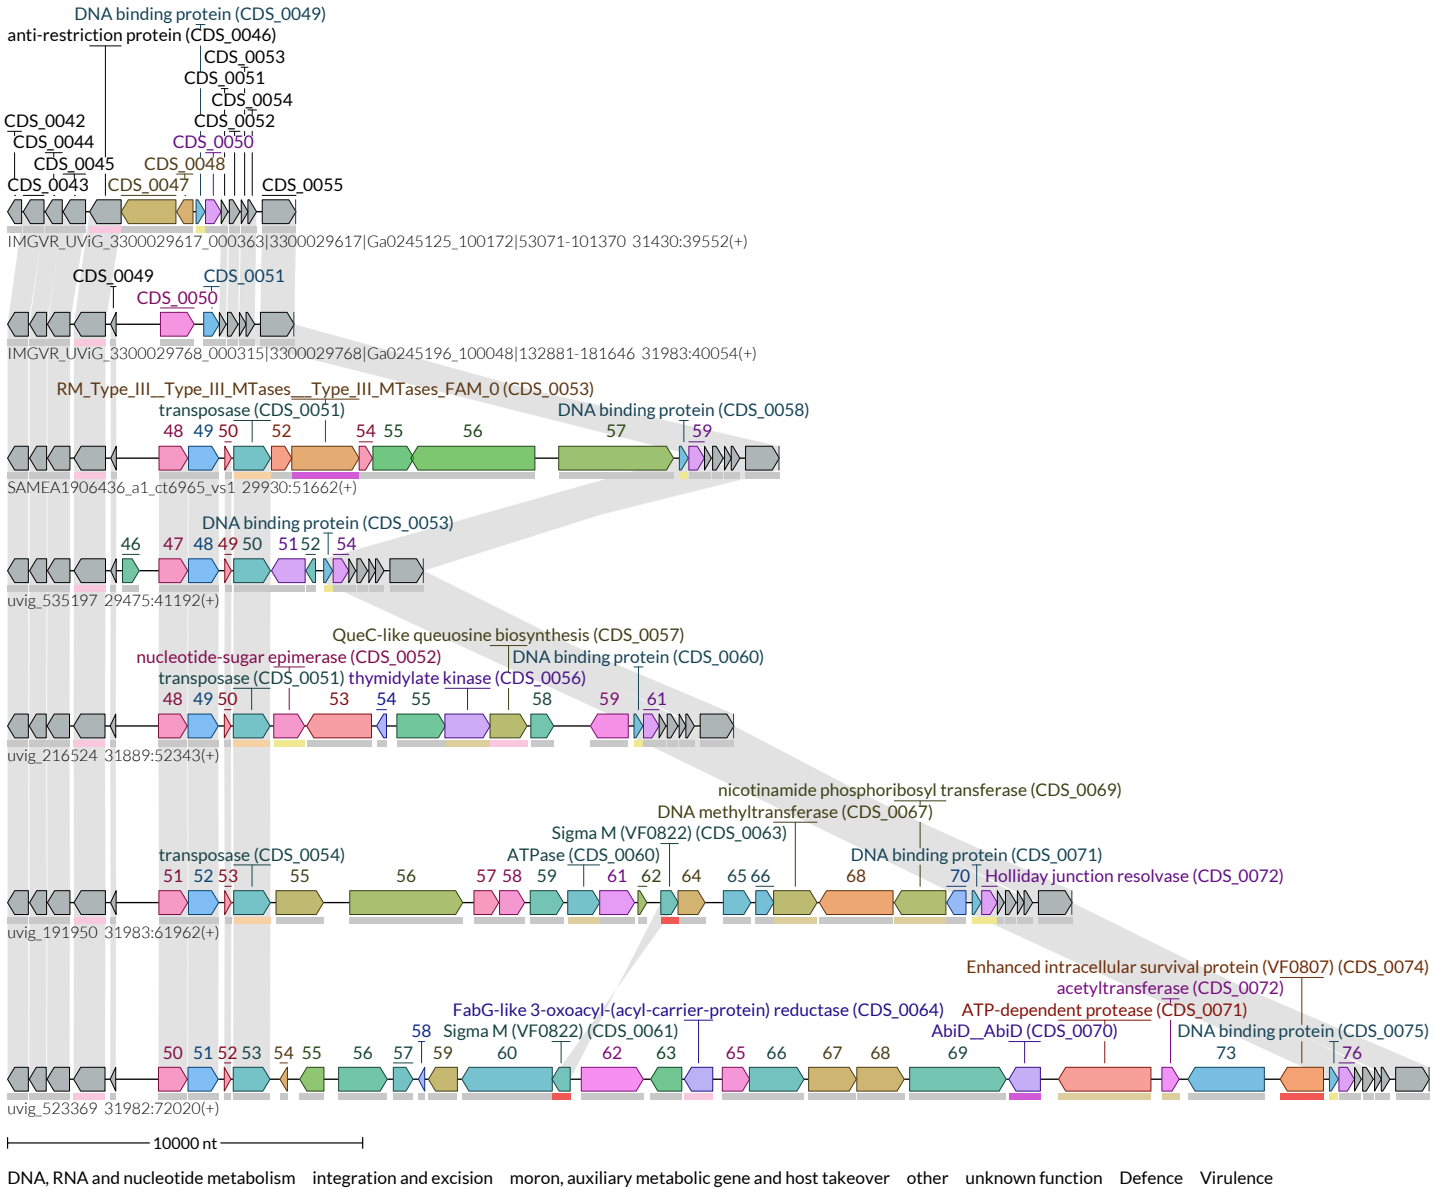 DNA binding protein (CDS_0049)
anti-restriction protein (CDS_0046)
CDS_0053
CDS_0051
CDS_0054
CDS_0042 CDS_0052
CDS_0044 CDS_0050
CDS_0045 CDS_0048
CDS_0043 CDS_0047 CDS_0055
IMGVR_UViG_3300029617_000363|3300029617|Ga0245125_100172|53071-101370 31430:39552(+)
CDS_0049 CDS_0051
CDS_0050
IMGVR_UViG_3300029768_000315|3300029768|Ga0245196_100048|132881-181646 31983:40054(+)
RM_Type_III__Type_III_MTases__Type_III_MTases_FAM_0 (CDS_0053)
transposase (CDS_0051) DNA binding protein (CDS_0058)
48 49 50 52 54 55 56 57 59
SAMEA1906436_a1_ct6965_vs1 29930:51662(+)
DNA binding protein (CDS_0053)
46 47 48 49 50 51 52 54
uvig_535197 29475:41192(+)
QueC-like queuosine biosynthesis (CDS_0057)
nucleotide-sugar epimerase (CDS_0052) DNA binding protein (CDS_0060)
transposase (CDS_0051) thymidylate kinase (CDS_0056)
48 49 50 53 54 55 58 59 61
uvig_216524 31889:52343(+)
nicotinamide phosphoribosyl transferase (CDS_0069)
DNA methyltransferase (CDS_0067)
Sigma M (VF0822) (CDS_0063)
transposase (CDS_0054) ATPase (CDS_0060) DNA binding protein (CDS_0071)
51 52 53 55 56 57 58 59 61 62 64 65 66 68 70 Holliday junction resolvase (CDS_0072)
uvig_191950 31983:61962(+)
Enhanced intracellular survival protein (VF0807) (CDS_0074)
acetyltransferase (CDS_0072)
FabG-like 3-oxoacyl-(acyl-carrier-protein) reductase (CDS_0064) ATP-dependent protease (CDS_0071)
Sigma M (VF0822) (CDS_0061) AbiD__AbiD (CDS_0070) DNA binding protein (CDS_0075)
50 51 52 53 54 55 56 57 58 59 60 62 63 65 66 67 68 69 73 76
uvig_523369 31982:72020(+)
10000 nt
DNA, RNA and nucleotide metabolism integration and excision moron, auxiliary metabolic gene and host takeover other unknown function Defence Virulence